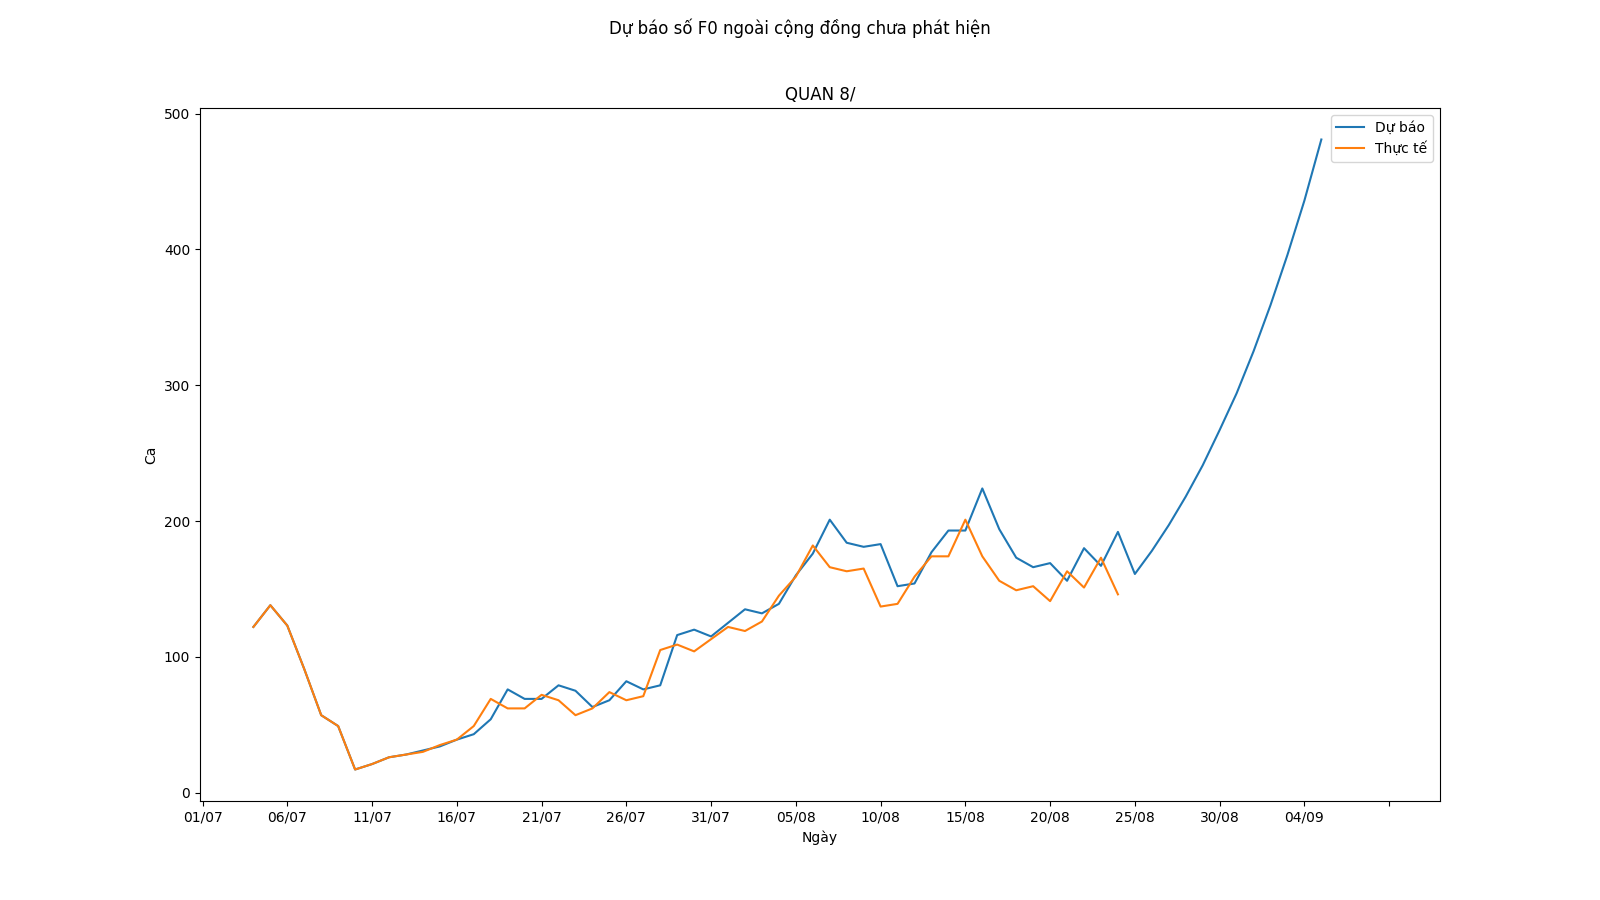 Dự báo số F0 ngoài cộng đồng chưa phát hiện
QUAN 8/
Dự báo
Thực tế
500
400
300
200
100
0
Ca
01/07 06/07 11/07 16/07 21/07 26/07 31/07 05/08 10/08 15/08 20/08 25/08 30/08 04/09
Ngày